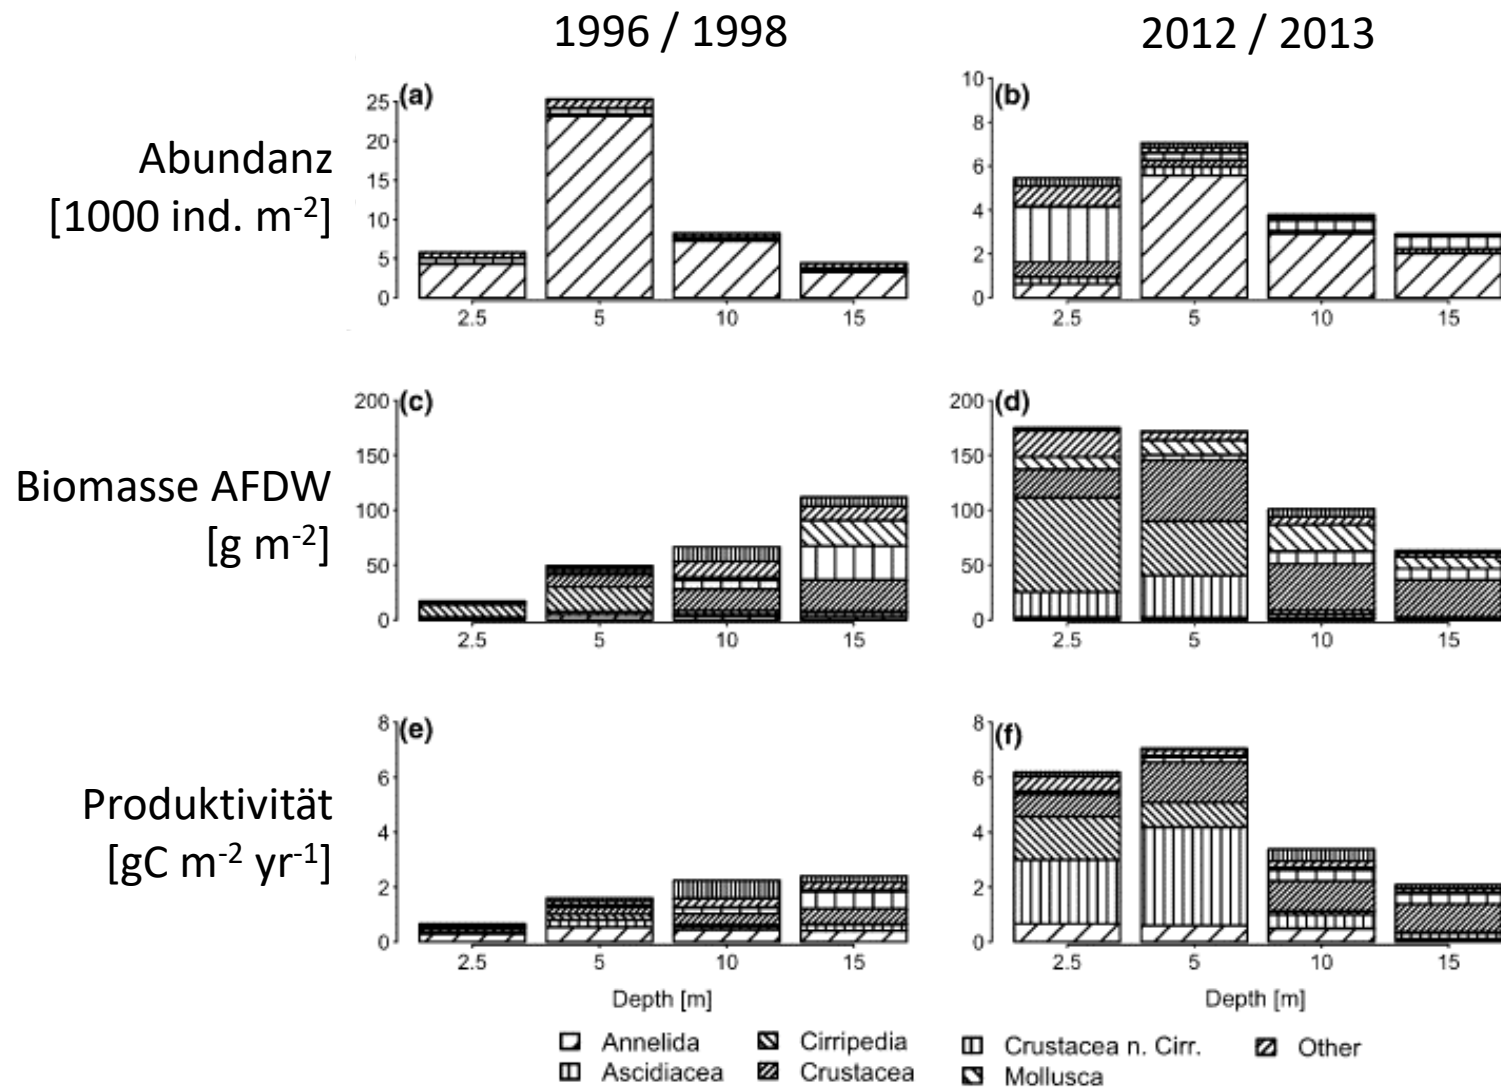 1996 / 1998
2012 / 2013
Abundanz
[1000 ind. m-2]
(a)
25
20
15
10
5
0
2.5 5 10 15
(b)
10
8
6
4
2
0
2.5 5 10 15
Biomasse AFDW
[g m-2]
(c)
200
150
100
50
0
2.5 5 10 15
(d)
200
150
100
50
0
2.5 5 10 15
Produktivität
[gC m-2 yr-1]
(e)
8
6
4
2
0
2.5 5 10 15
Depth [m]
(f)
8
6
4
2
0
2.5 5 10 15
Depth [m]
Annelida Cirripedia Crustacea n. Cirr. Other
Ascidiacea Crustacea Mollusca